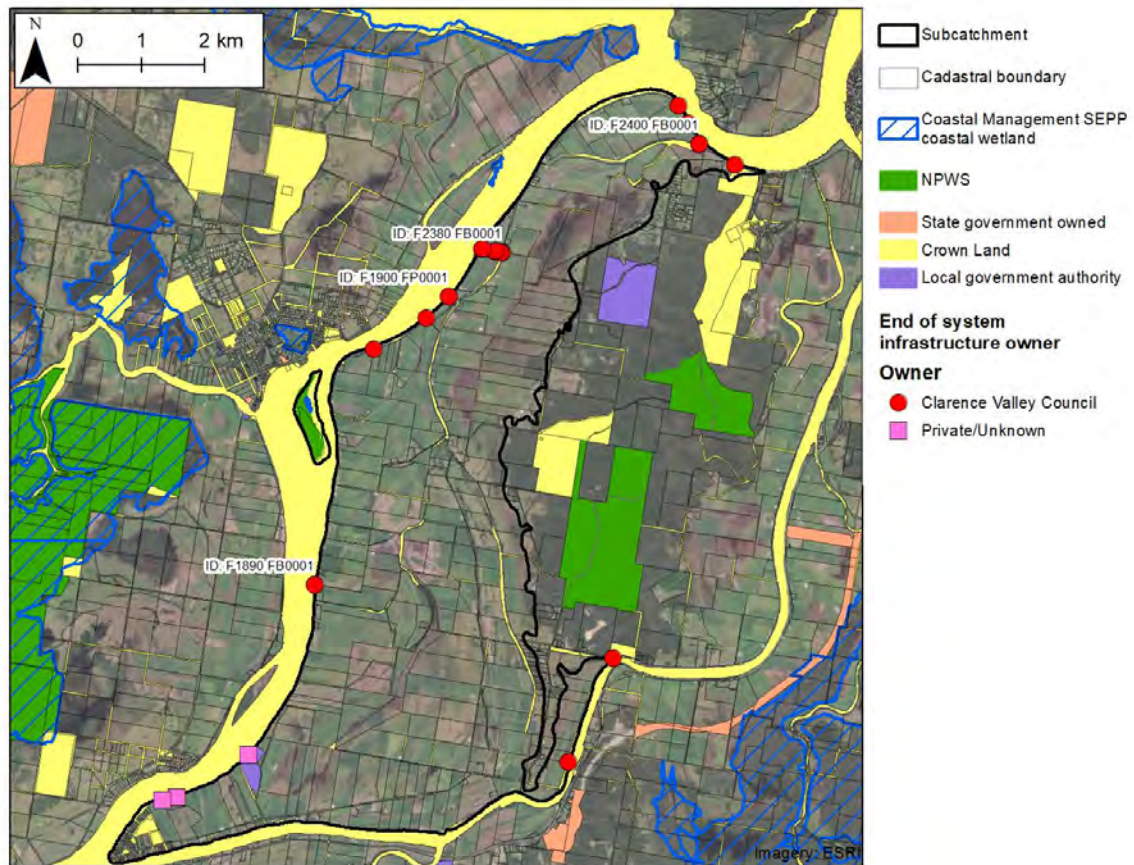 N
0 1 2 km
ID: F2400 FB0001
ID: F2380 FB0001
ID: F1900 FP0001
ID: F1890 FB0001
Imagery: ESRI
Subcatchment
Cadastral boundary
Coastal Management SEPP
coastal wetland
NPWS
State government owned
Crown Land
Local government authority
End of system
infrastructure owner
Owner
Clarence Valley Council
Private/Unknown